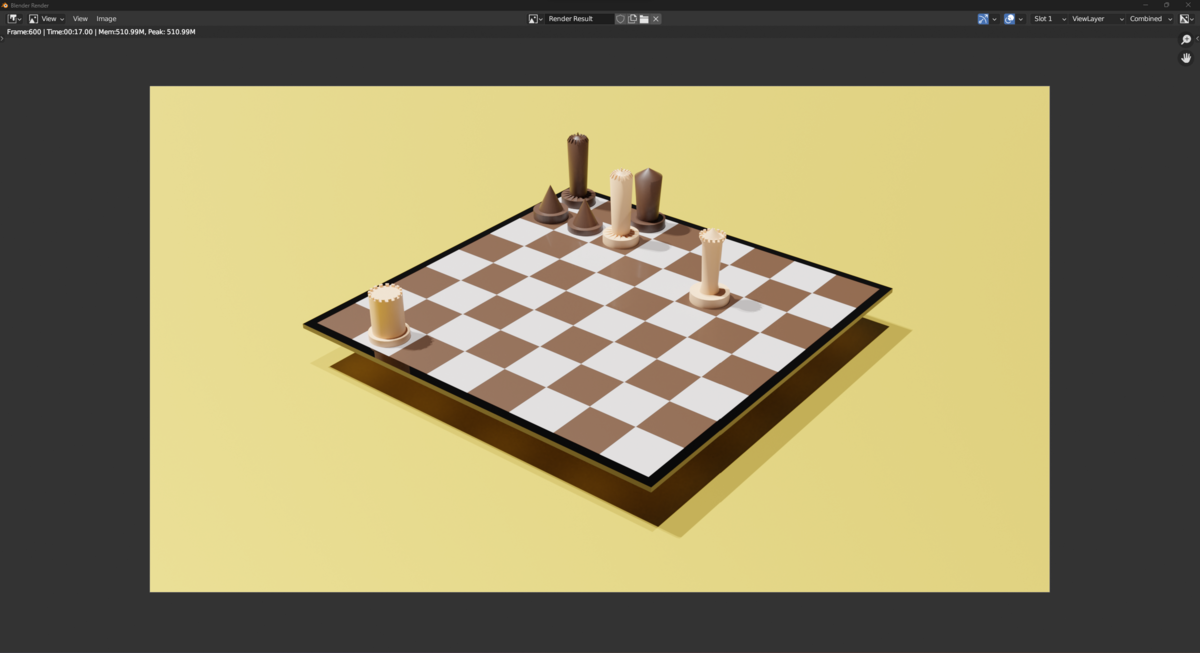 Blender Render
View View Image Render Result Slot 1 ViewLayer Combined
Frame:600 | Time:00:17.00 | Mem:510.99M, Peak: 510.99M